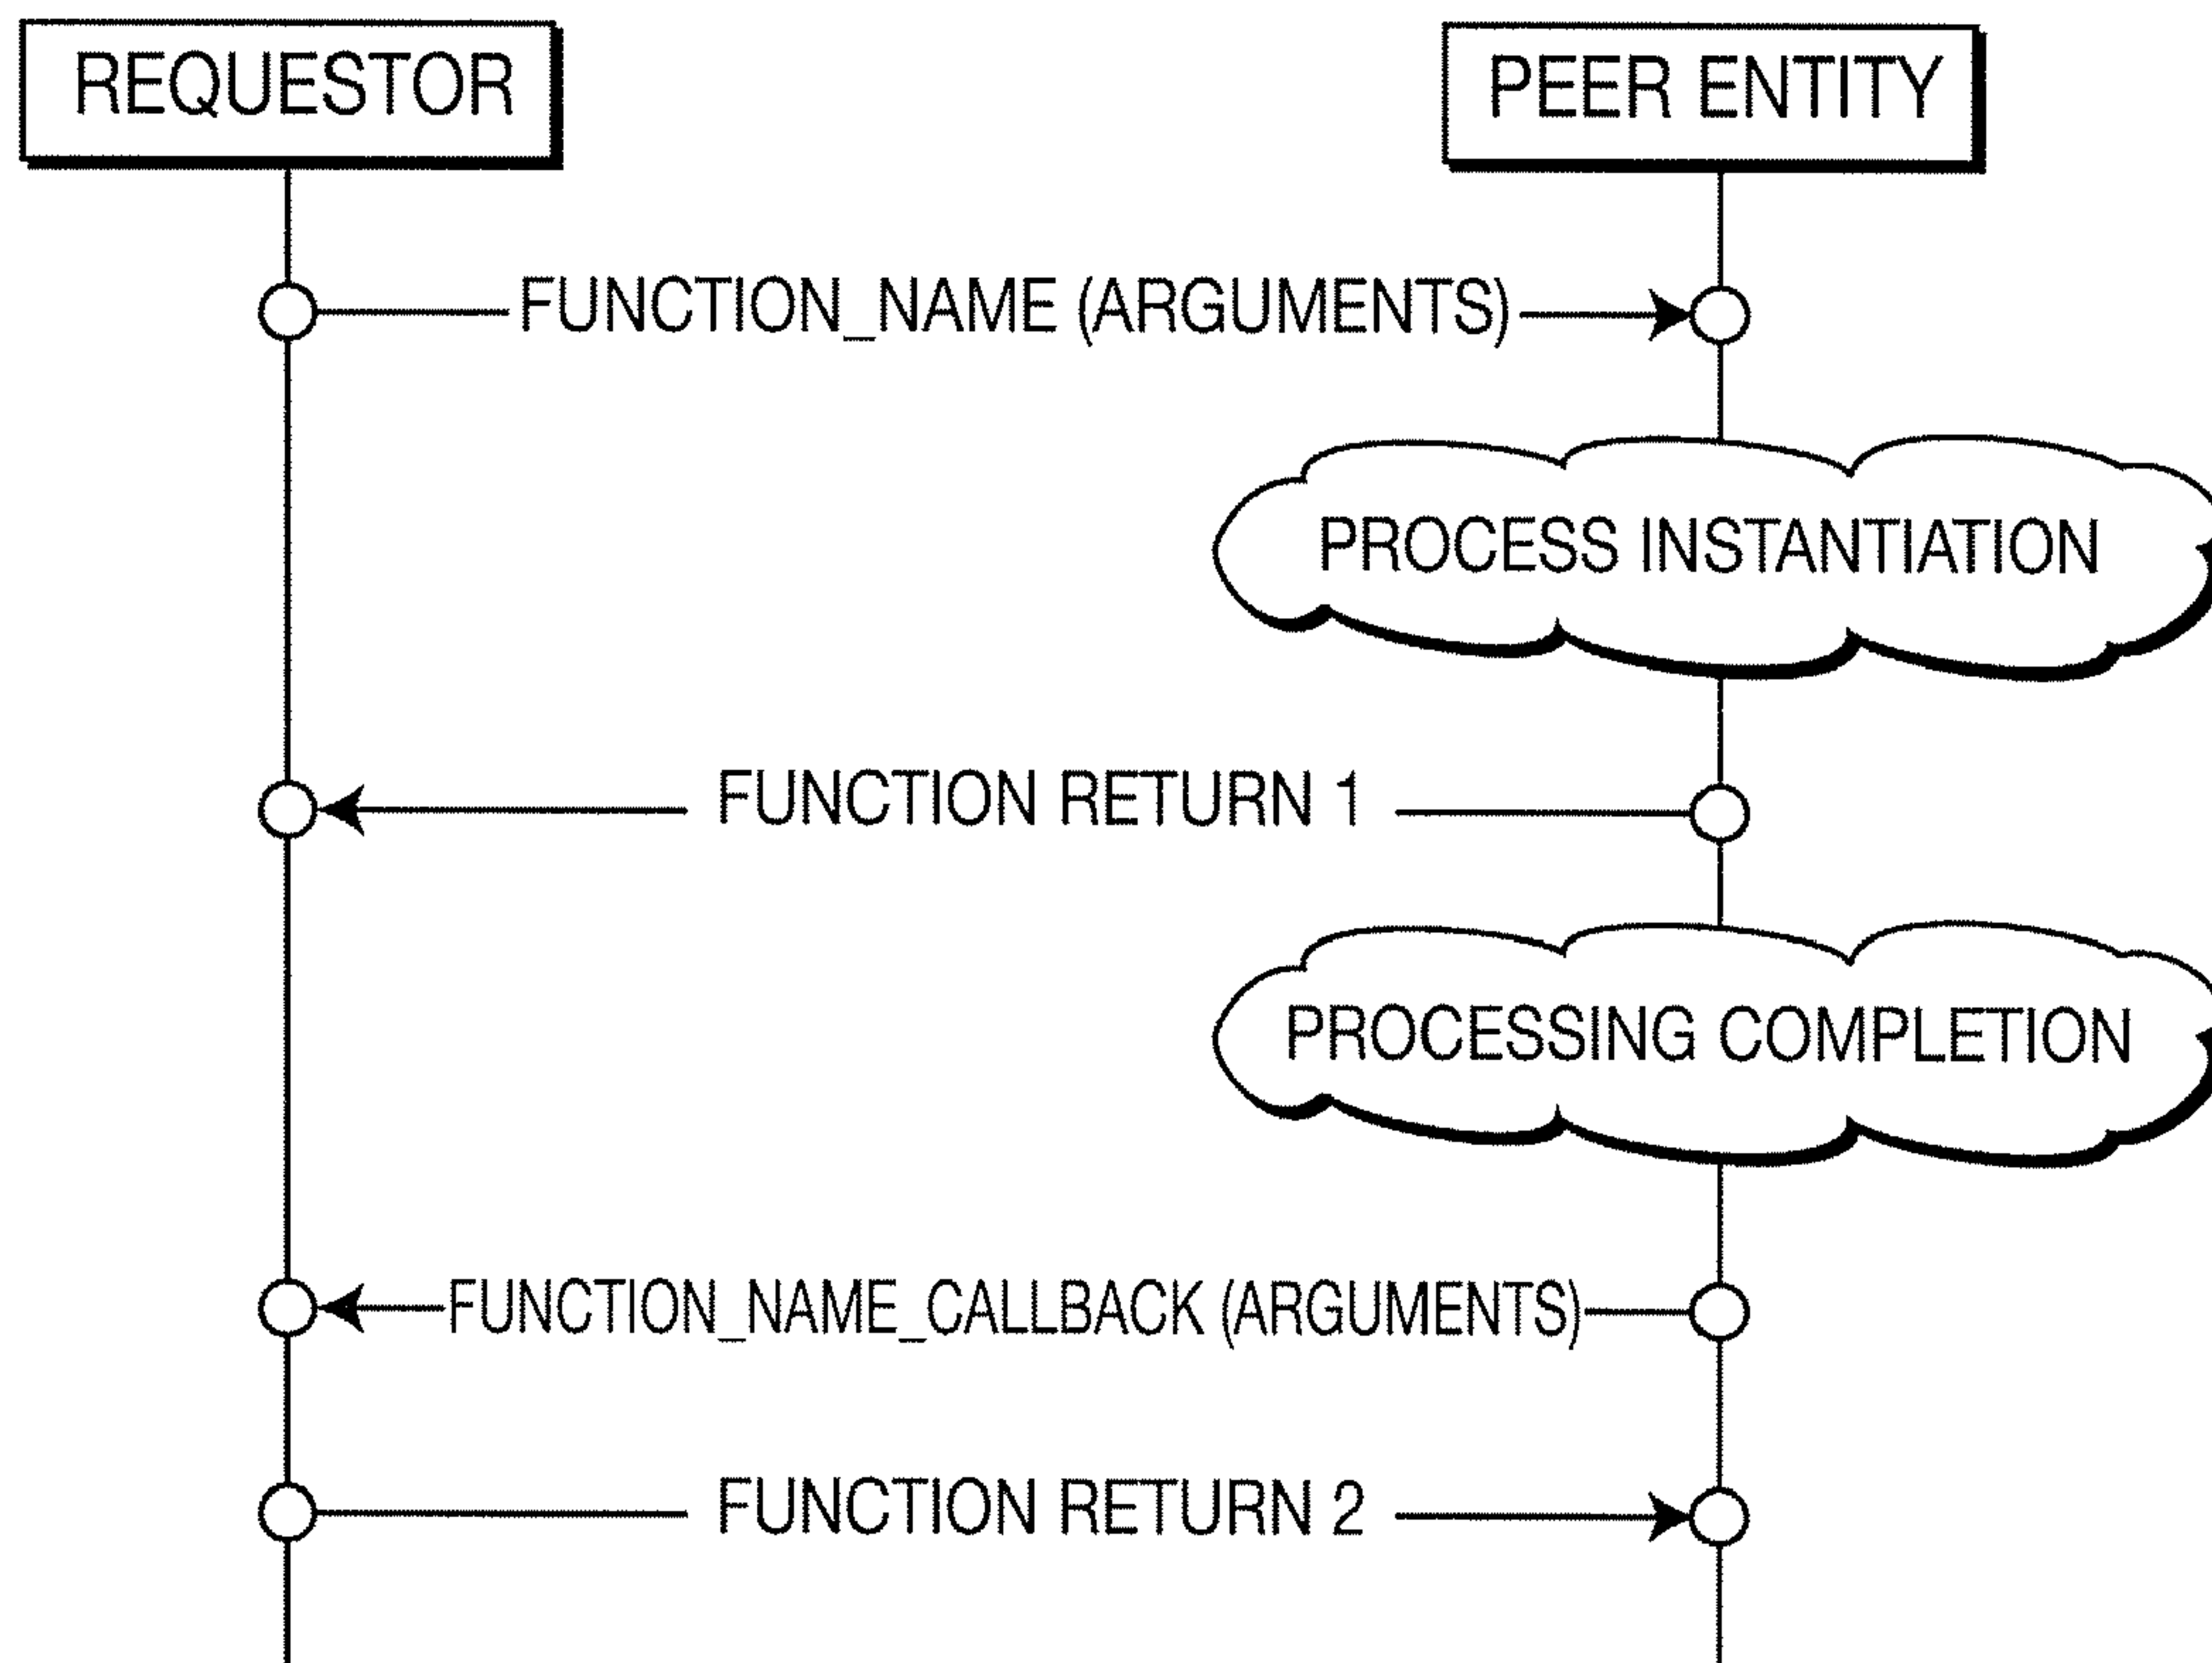 REQUESTOR
PEER ENTITY
FUNCTION_NAME (ARGUMENTS)
PROCESS INSTANTIATION
FUNCTION RETURN 1
PROCESSING COMPLETION
FUNCTION_NAME_CALLBACK (ARGUMENTS)
FUNCTION RETURN 2